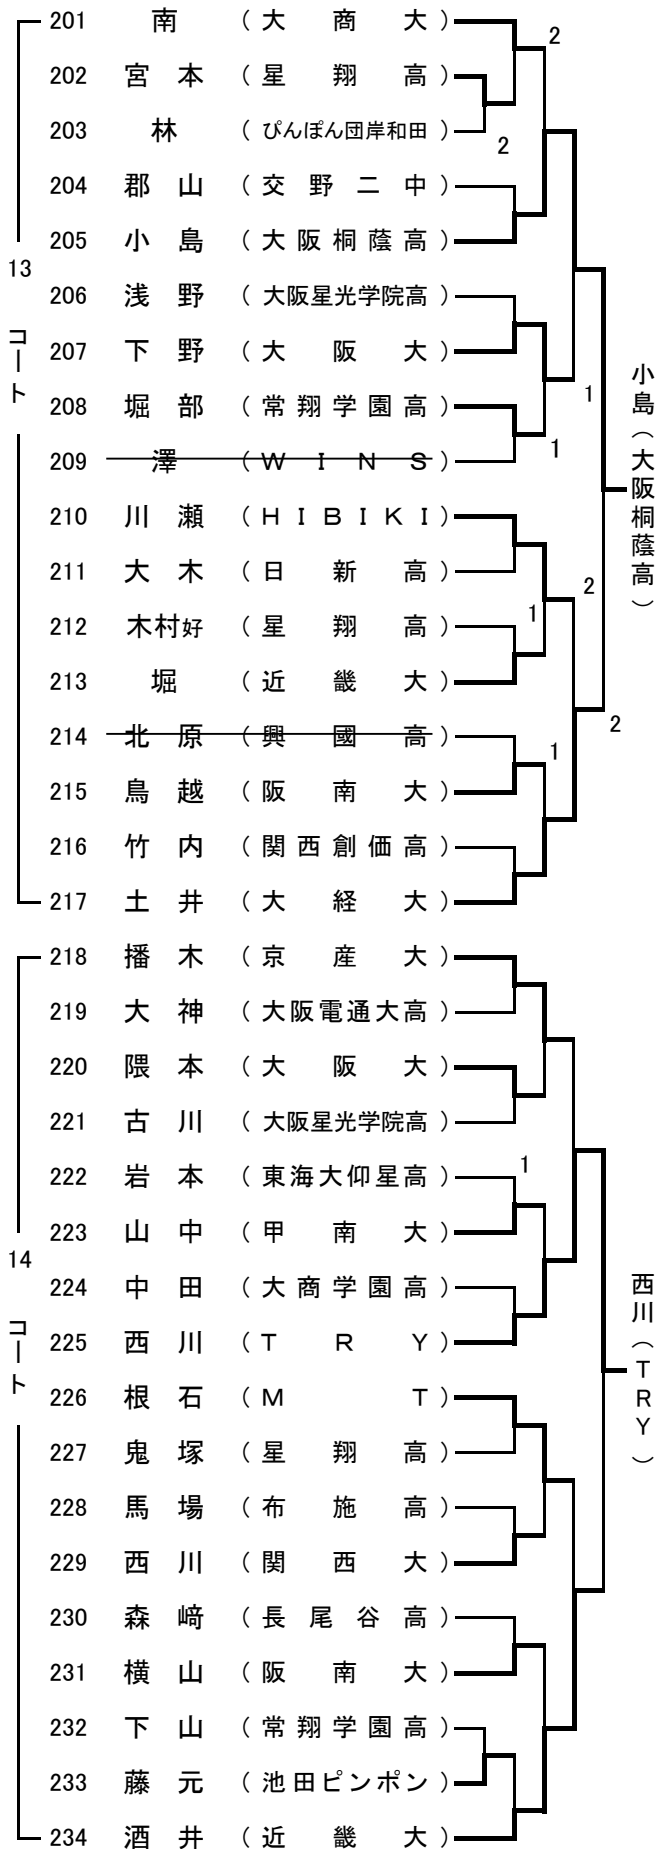 201 南 (大商大)
2
202 宮本 (星翔高)
203 林 (ぴんぽん団岸和田)
2
204 郡山 (交野二中)
205 小島 (大阪桐蔭高)
13コート
206 浅野 (大阪星光学院高)
207 下野 (大阪大)
208 堀部 (常翔学園高)
1
1
209 澤 (WINS)
小島(大阪桐蔭高)
210 川瀬 (HIBIKI)
211 大木 (日新高)
2
212 木村好 (星翔高)
1
213 堀 (近畿大)
2
214 北原 (興國高)
1
215 鳥越 (阪南大)
216 竹内 (関西創価高)
217 土井 (大経大)
218 播木 (京産大)
219 大神 (大阪電通大高)
220 隈本 (大阪大)
221 古川 (大阪星光学院高)
1
222 岩本 (東海大仰星高)
223 山中 (甲南大)
14コート
224 中田 (大商学園高)
225 西川 (TRY)
西川(TRY)
226 根石 (MT)
227 鬼塚 (星翔高)
228 馬場 (布施高)
229 西川 (関西大)
230 森﨑 (長尾谷高)
231 横山 (阪南大)
232 下山 (常翔学園高)
233 藤元 (池田ピンポン)
234 酒井 (近畿大)